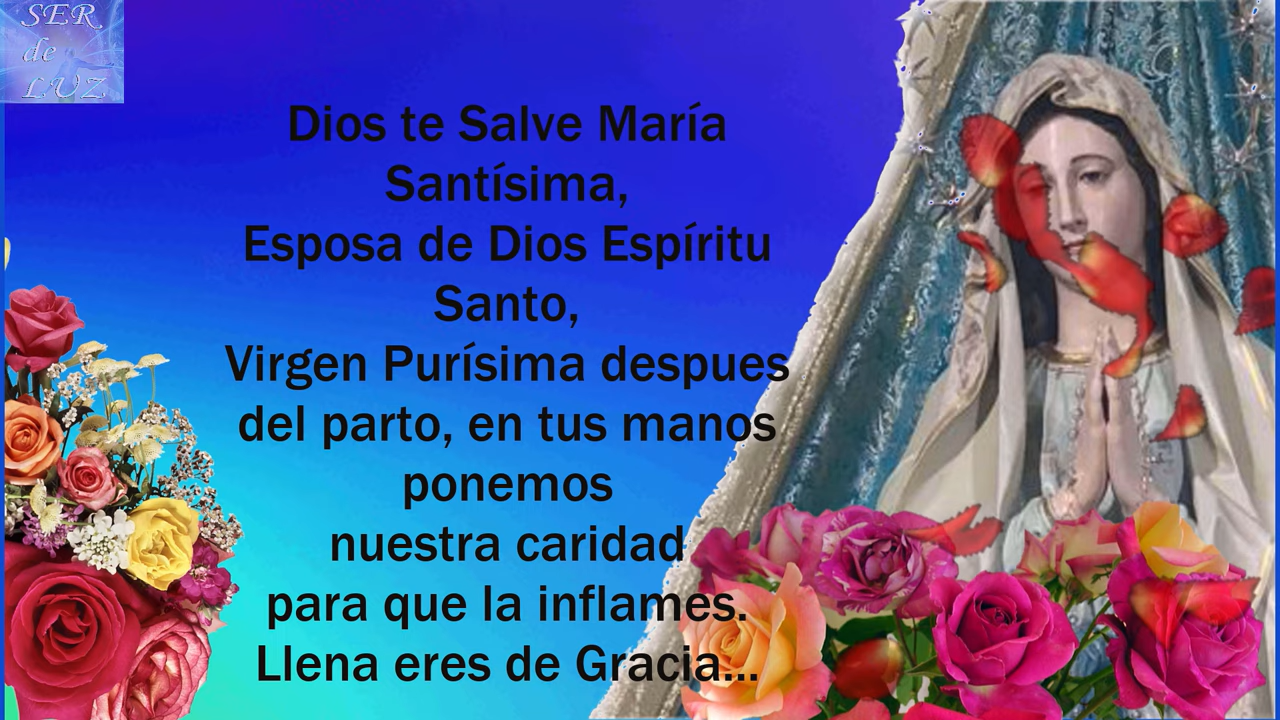 SER
de
LUZ
Dios te Salve María
Santísima,
Esposa de Dios Espíritu
Santo,
Virgen Purísima despues
del parto, en tus manos
ponemos
nuestra caridad
para que la inflames.
Llena eres de Gracia...